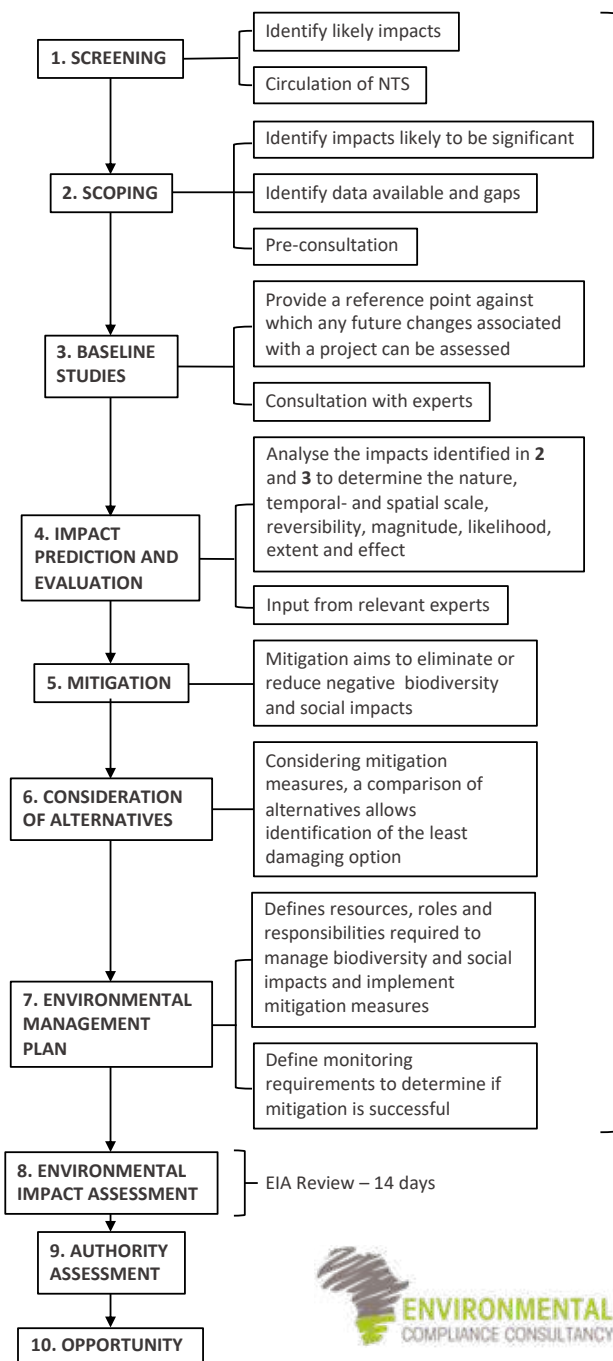 1. SCREENING
Identify likely impacts
Circulation of NTS
2. SCOPING
Identify impacts likely to be significant
Identify data available and gaps
Pre-consultation
3. BASELINE
STUDIES
Provide a reference point against
which any future changes associated
with a project can be assessed
Consultation with experts
4. IMPACT
PREDICTION AND
EVALUATION
Analyse the impacts identified in 2
and 3 to determine the nature,
temporal- and spatial scale,
reversibility, magnitude, likelihood,
extent and effect
Input from relevant experts
5. MITIGATION
Mitigation aims to eliminate or
reduce negative biodiversity
and social impacts
6. CONSIDERATION
OF ALTERNATIVES
Considering mitigation
measures, a comparison of
alternatives allows
identification of the least
damaging option
7. ENVIRONMENTAL
MANAGEMENT
PLAN
Defines resources, roles and
responsibilities required to
manage biodiversity and social
impacts and implement
mitigation measures
Define monitoring
requirements to determine if
mitigation is successful
8. ENVIRONMENTAL
IMPACT ASSESSMENT
EIA Review – 14 days
9. AUTHORITY
ASSESSMENT
10. OPPORTUNITY
ENVIRONMENTAL
COMPLIANCE CONSULTANCY